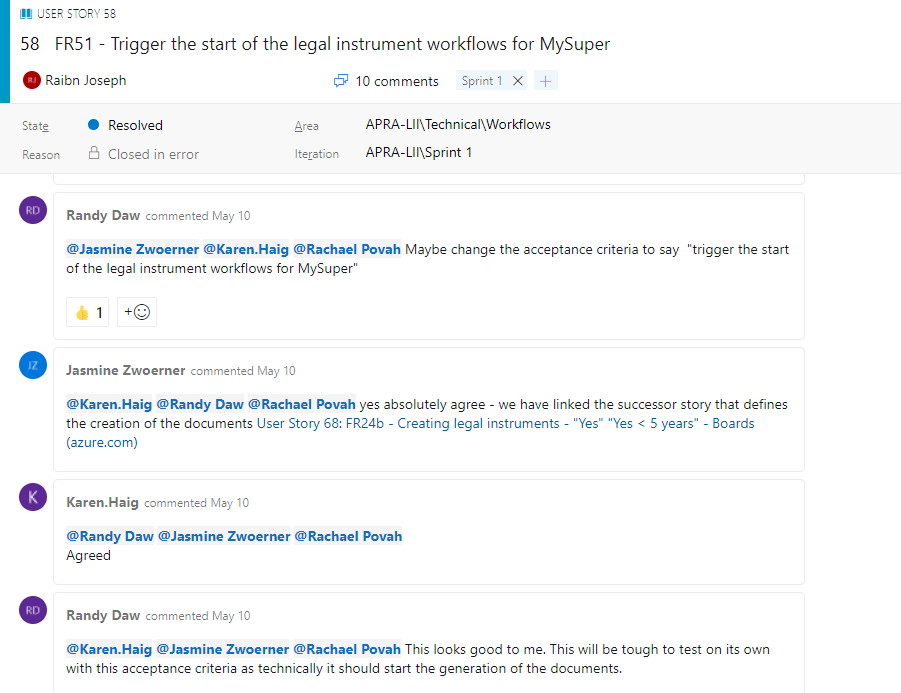 USER STORY 58
58 FR51 - Trigger the start of the legal instrument workflows for MySuper
RJ Raibn Joseph 10 comments Sprint 1
State Resolved Area APRA-LII\Technical\Workflows
Reason Closed in error Iteration APRA-LII\Sprint 1
RD Randy Daw commented May 10
@Jasmine Zwoerner @Karen.Haig @Rachael Povah Maybe change the acceptance criteria to say "trigger the start
of the legal instrument workflows for MySuper"
👍 1 +
JZ Jasmine Zwoerner commented May 10
@Karen.Haig @Randy Daw @Rachael Povah yes absolutely agree - we have linked the successor story that defines
the creation of the documents User Story 68: FR24b - Creating legal instruments - "Yes" "Yes < 5 years" - Boards
(azure.com)
K Karen.Haig commented May 10
@Randy Daw @Jasmine Zwoerner @Rachael Povah
Agreed
RD Randy Daw commented May 10
@Karen.Haig @Jasmine Zwoerner @Rachael Povah This looks good to me. This will be tough to test on its own
with this acceptance criteria as technically it should start the generation of the documents.